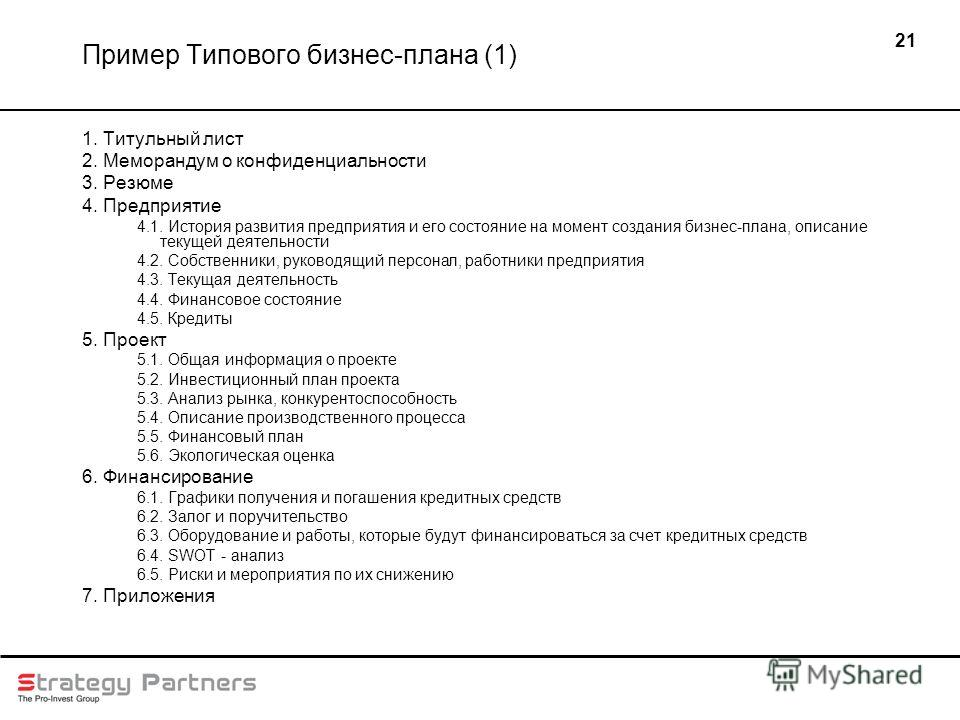 21
Пример Типового бизнес-плана (1)
1. Титульный лист
2. Меморандум о конфиденциальности
3. Резюме
4. Предприятие
4.1. История развития предприятия и его состояние на момент создания бизнес-плана, описание
текущей деятельности
4.2. Собственники, руководящий персонал, работники предприятия
4.3. Текущая деятельность
4.4. Финансовое состояние
4.5. Кредиты
5. Проект
5.1. Общая информация о проекте
5.2. Инвестиционный план проекта
5.3. Анализ рынка, конкурентоспособность
5.4. Описание производственного процесса
5.5. Финансовый план
5.6. Экологическая оценка
6. Финансирование
6.1. Графики получения и погашения кредитных средств
6.2. Залог и поручительство
6.3. Оборудование и работы, которые будут финансироваться за счет кредитных средств
6.4. SWOT - анализ
6.5. Риски и мероприятия по их снижению
7. Приложения
Strategy Partners
The Pro-Invest Group
MyShared